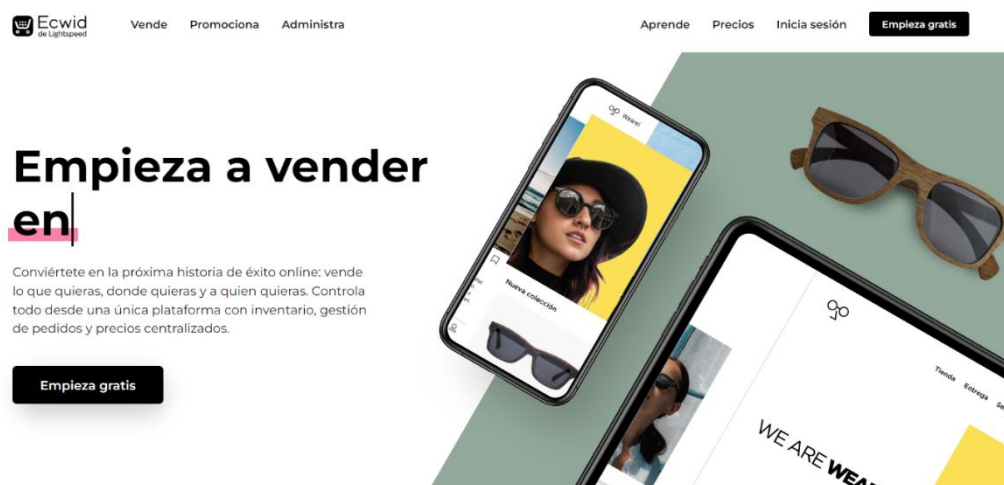 Ecwid
de Lightspeed
Vende
Promociona
Administra
Aprende
Precios
Inicia sesión
Empieza gratis
Empieza a vender
en
Conviértete en la próxima historia de éxito online: vende
lo que quieras, donde quieras y a quien quieras. Controla
todo desde una única plataforma con inventario, gestión
de pedidos y precios centralizados.
Empieza gratis
Wearel
Nueva colección
Tienda
Entrega
WE ARE